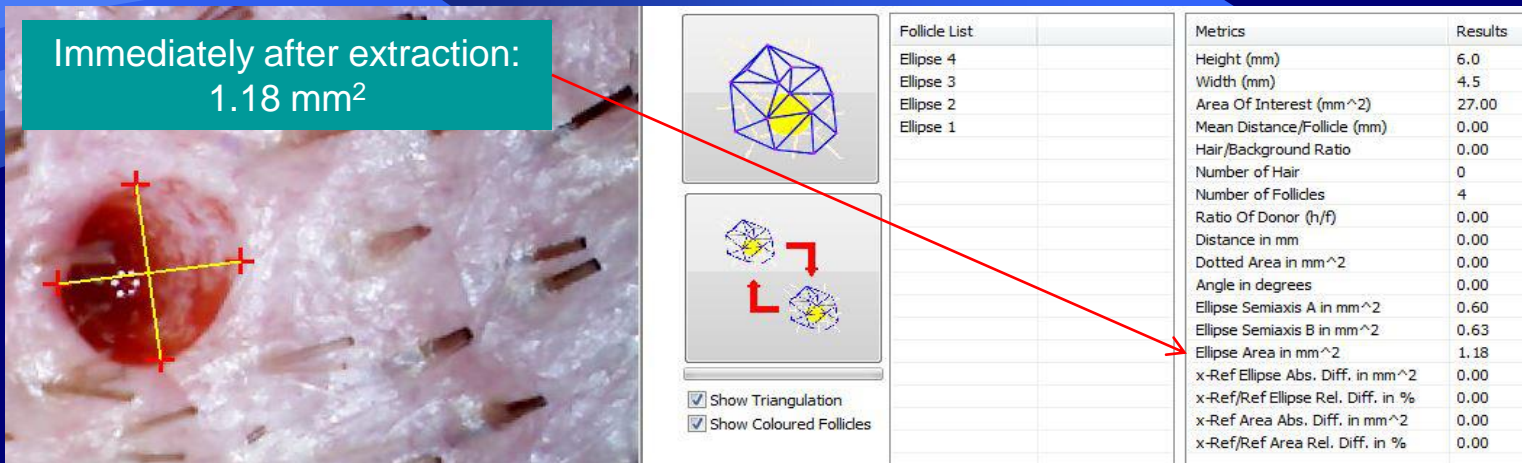 Immediately after extraction:
1.18 mm²
Show Triangulation
Show Coloured Follicles
Follicle List
Ellipse 4
Ellipse 3
Ellipse 2
Ellipse 1
Metrics Results
Height (mm) 6.0
Width (mm) 4.5
Area Of Interest (mm^2) 27.00
Mean Distance/Follicle (mm) 0.00
Hair/Background Ratio 0.00
Number of Hair 0
Number of Follicles 4
Ratio Of Donor (h/f) 0.00
Distance in mm 0.00
Dotted Area in mm^2 0.00
Angle in degrees 0.00
Ellipse Semiaxis A in mm^2 0.60
Ellipse Semiaxis B in mm^2 0.63
Ellipse Area in mm^2 1.18
x-Ref Ellipse Abs. Diff. in mm^2 0.00
x-Ref/Ref Ellipse Rel. Diff. in % 0.00
x-Ref Area Abs. Diff. in mm^2 0.00
x-Ref/Ref Area Rel. Diff. in % 0.00